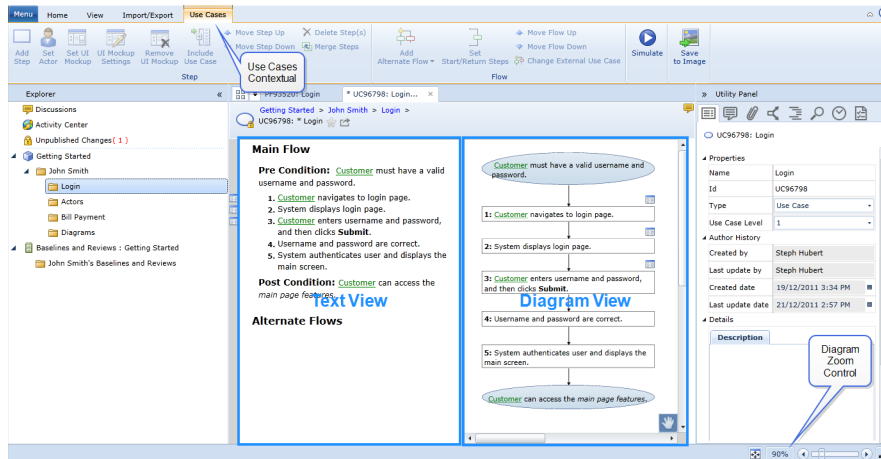 Menu Home View Import/Export Use Cases
Move Step Up Delete Step(s)
Move Step Down Merge Steps
Move Flow Up
Move Flow Down
Change External Use Case
Add Step
Set Actor
Set UI Mockup
UI Mockup Settings
Remove UI Mockup
Include Use Case
Add Alternate Flow
Set Start/Return Steps
Simulate
Save to Image
Step
Flow
Use Cases
Contextual
Explorer «
Discussions
Activity Center
Unpublished Changes( 1 )
Getting Started
John Smith
Login
Actors
Bill Payment
Diagrams
Baselines and Reviews : Getting Started
John Smith's Baselines and Reviews
PF93520: Login * UC96798: Login... ×
Getting Started > John Smith > Login >
UC96798: * Login
Main Flow
Pre Condition: Customer must have a valid
username and password.
1. Customer navigates to login page.
2. System displays login page.
3. Customer enters username and password,
and then clicks Submit.
4. Username and password are correct.
5. System authenticates user and displays the
main screen.
Post Condition: Customer can access the
main page features.
Text View
Alternate Flows
Customer must have a valid username and
password.
1: Customer navigates to login page.
2: System displays login page.
3: Customer enters username and password,
and then clicks Submit.
Diagram View
4: Username and password are correct.
5: System authenticates user and displays the
main screen.
Customer can access the main page features.
» Utility Panel
UC96798: Login
Properties
Name Login
Id UC96798
Type Use Case
Use Case Level 1
Author History
Created by Steph Hubert
Last update by Steph Hubert
Created date 19/12/2011 3:34 PM
Last update date 21/12/2011 2:57 PM
Details
Description
Diagram
Zoom
Control
90%